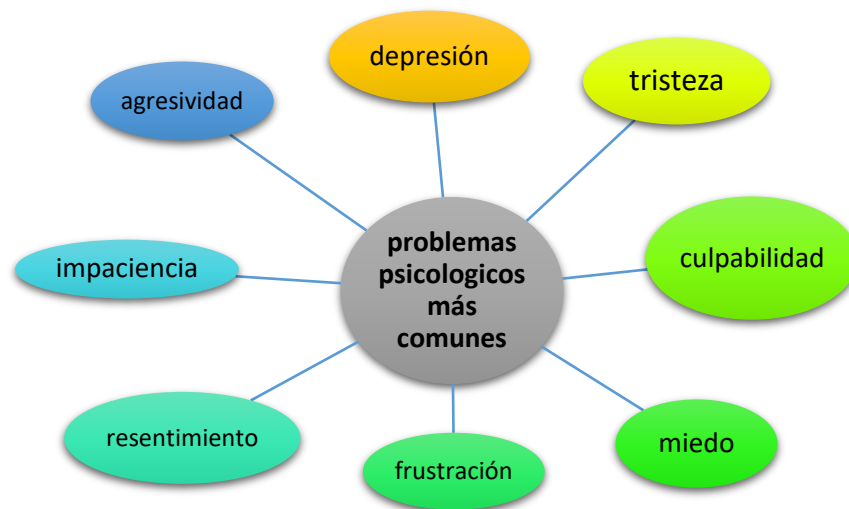 depresión
tristeza
agresividad
problemas
psicologicos
más
comunes
culpabilidad
impaciencia
resentimiento
miedo
frustración